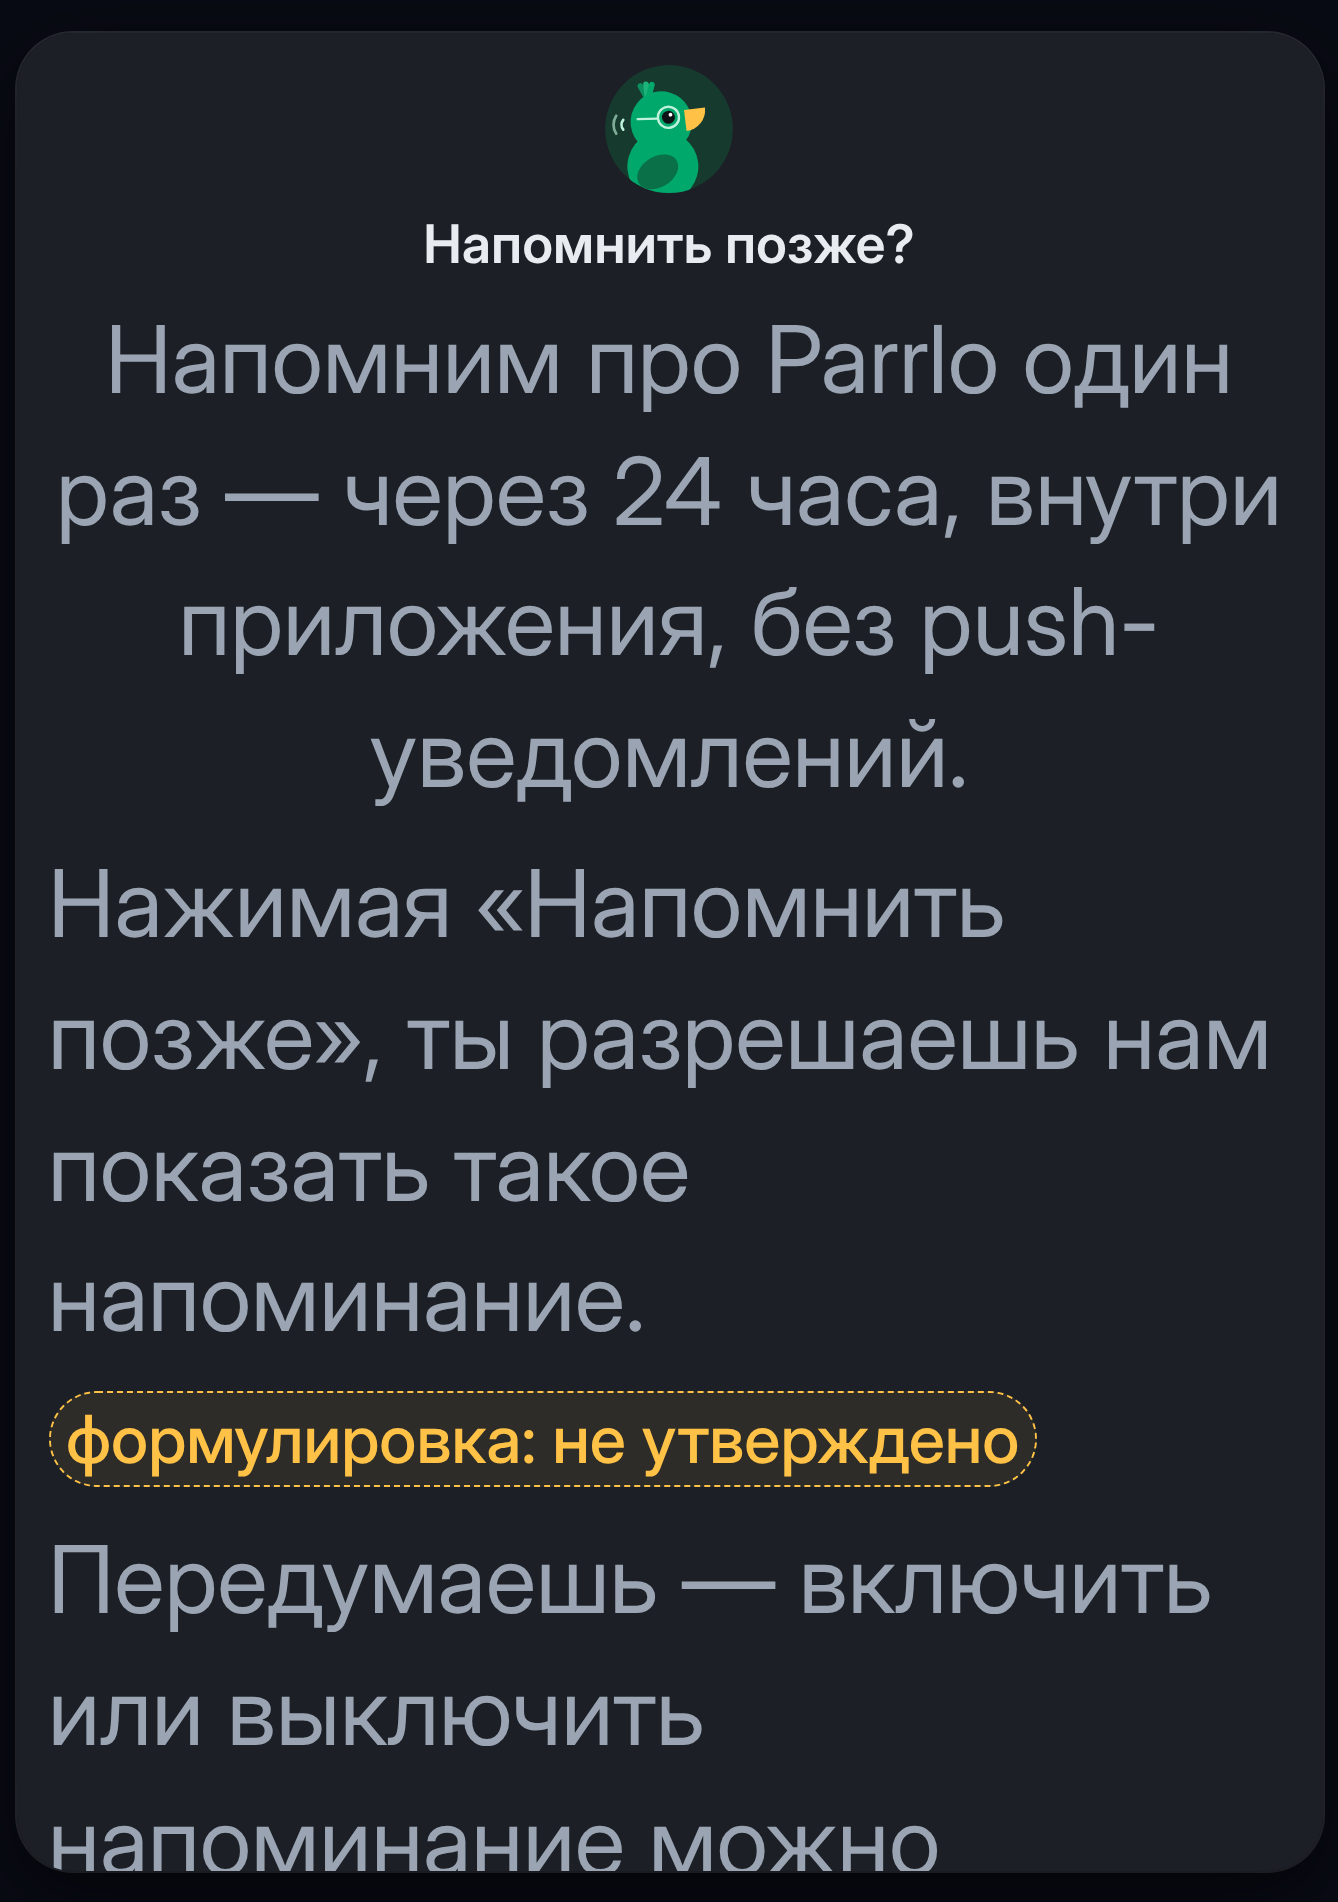 Напомнить позже?
Напомним про Parrlo один
раз — через 24 часа, внутри
приложения, без push-
уведомлений.
Нажимая «Напомнить
позже», ты разрешаешь нам
показать такое
напоминание.
формулировка: не утверждено
Передумаешь — включить
или выключить
напоминание можно